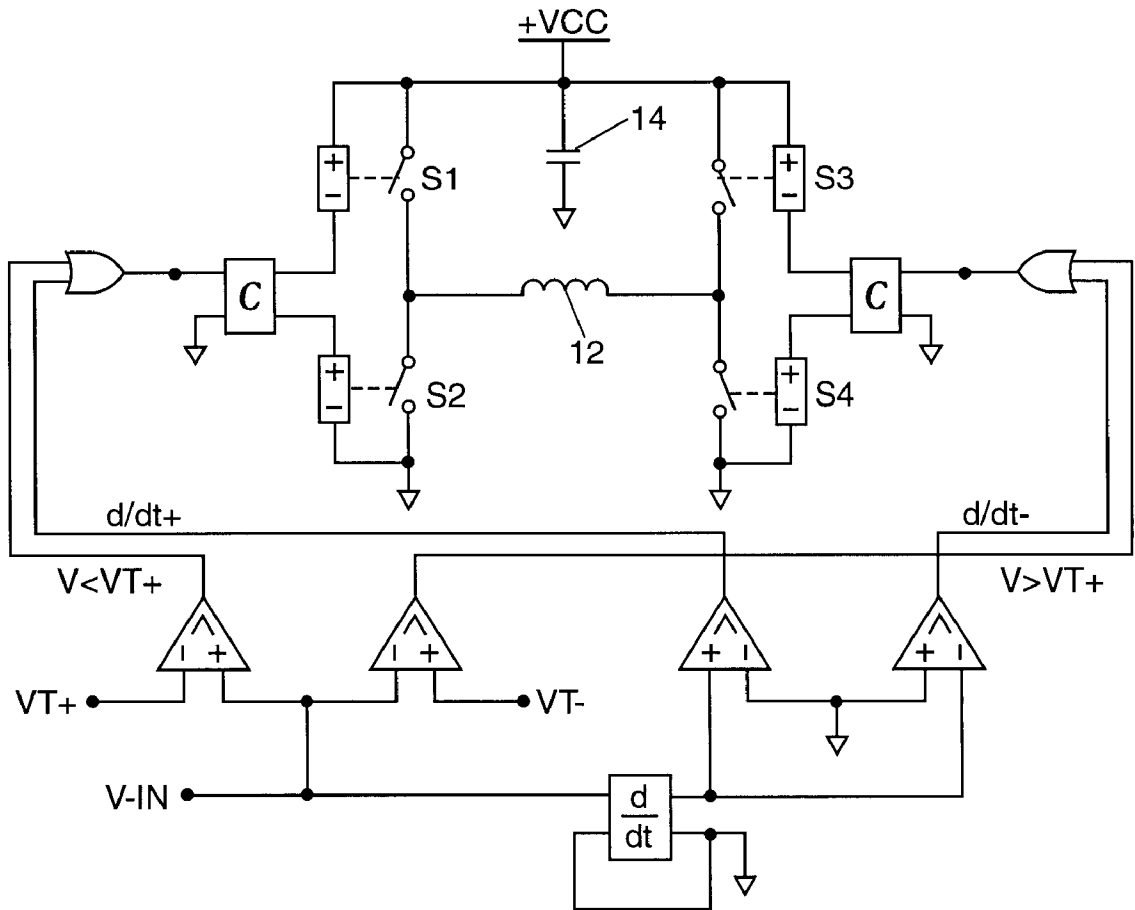 +VCC
14
+
−
S1
+
−
S3
C
C
12
+
−
S2
+
−
S4
d/dt+
d/dt-
V<VT+
V>VT+
− +
− +
+ −
+ −
VT+
VT-
V-IN
d
dt